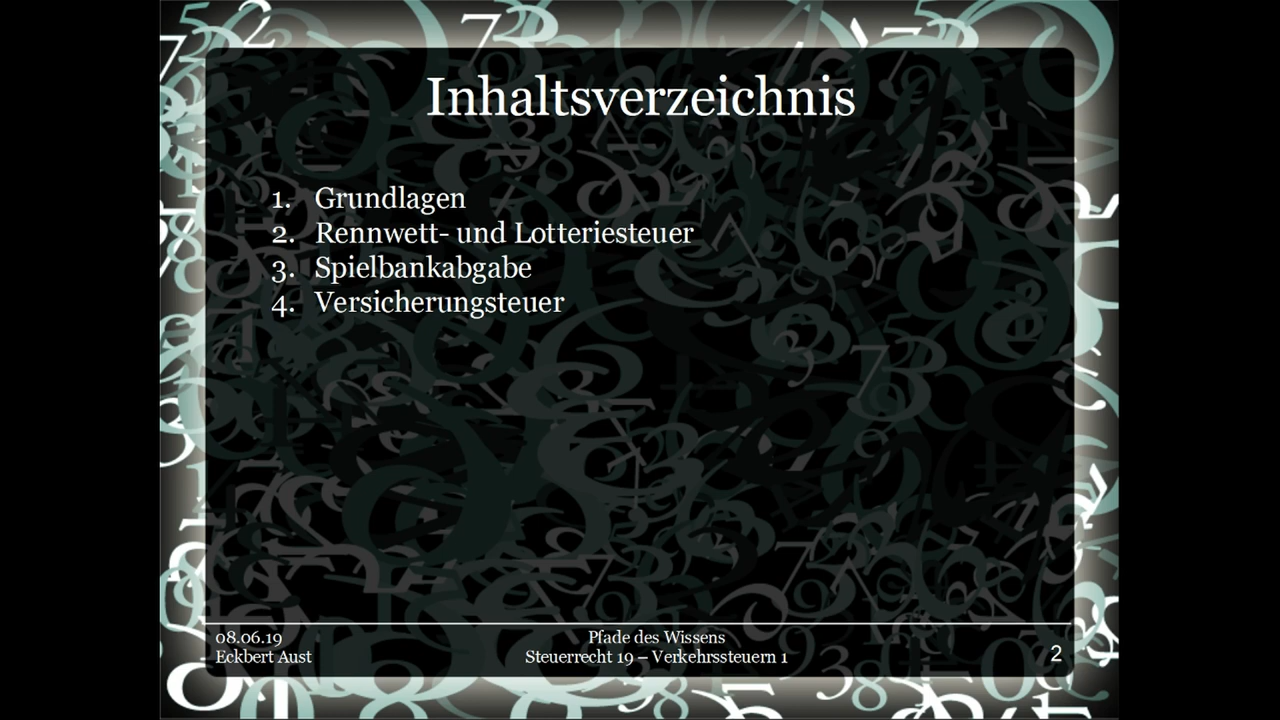 Inhaltsverzeichnis
1. Grundlagen
2. Rennwett- und Lotteriesteuer
3. Spielbankabgabe
4. Versicherungsteuer
08.06.19
Eckbert Aust
Pfade des Wissens
Steuerrecht 19 – Verkehrssteuern 1
2